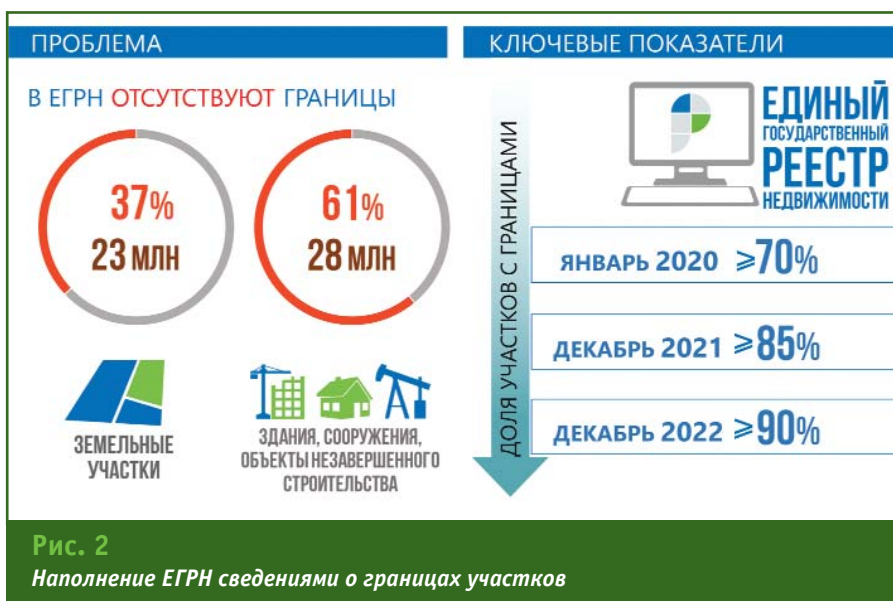 ПРОБЛЕМА
В ЕГРН ОТСУТСТВУЮТ ГРАНИЦЫ
37%
23 МЛН
61%
28 МЛН
ЗЕМЕЛЬНЫЕ
УЧАСТКИ
ЗДАНИЯ, СООРУЖЕНИЯ,
ОБЪЕКТЫ НЕЗАВЕРШЕННОГО
СТРОИТЕЛЬСТВА
КЛЮЧЕВЫЕ ПОКАЗАТЕЛИ
ДОЛЯ УЧАСТКОВ С ГРАНИЦАМИ
ЕДИНЫЙ
ГОСУДАРСТВЕННЫЙ
РЕЕСТР
НЕДВИЖИМОСТИ
ЯНВАРЬ 2020 ⩾70%
ДЕКАБРЬ 2021 ⩾85%
ДЕКАБРЬ 2022 ⩾90%
Рис. 2
Наполнение ЕГРН сведениями о границах участков